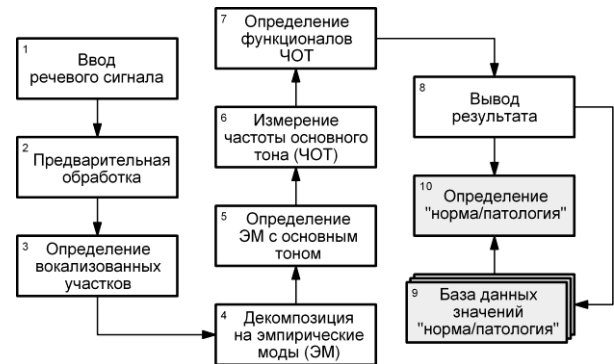 1
Ввод
речевого сигнала
2
Предварительная
обработка
3
Определение
вокализованных
участков
4
Декомпозиция
на эмпирические
моды (ЭМ)
5
Определение
ЭМ с основным
тоном
6
Измерение
частоты основного
тона (ЧОТ)
7
Определение
функционалов
ЧОТ
8
Вывод
результата
10
Определение
"норма/патология"
9
База данных
значений
"норма/патология"